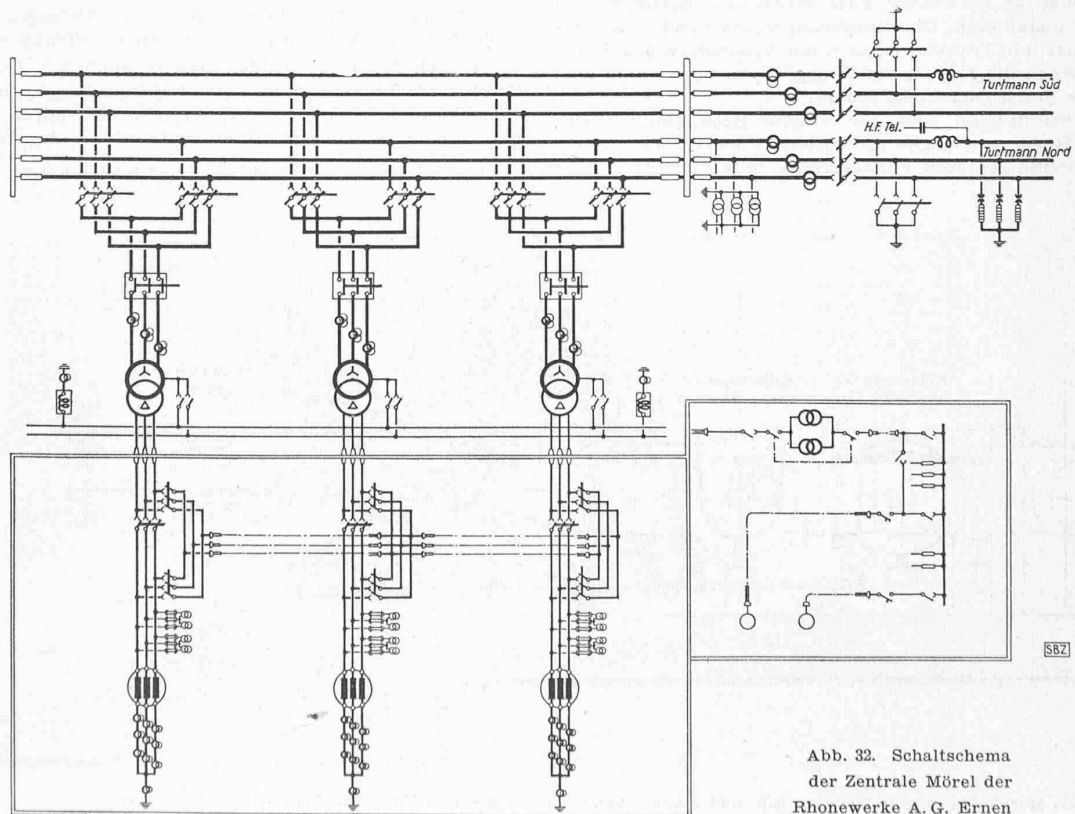 Turtmann Süd
H.F. Tel.
Turtmann Nord
SBZ
Abb. 32. Schaltschema
der Zentrale Mörel der
Rhonewerke A. G. Ernen